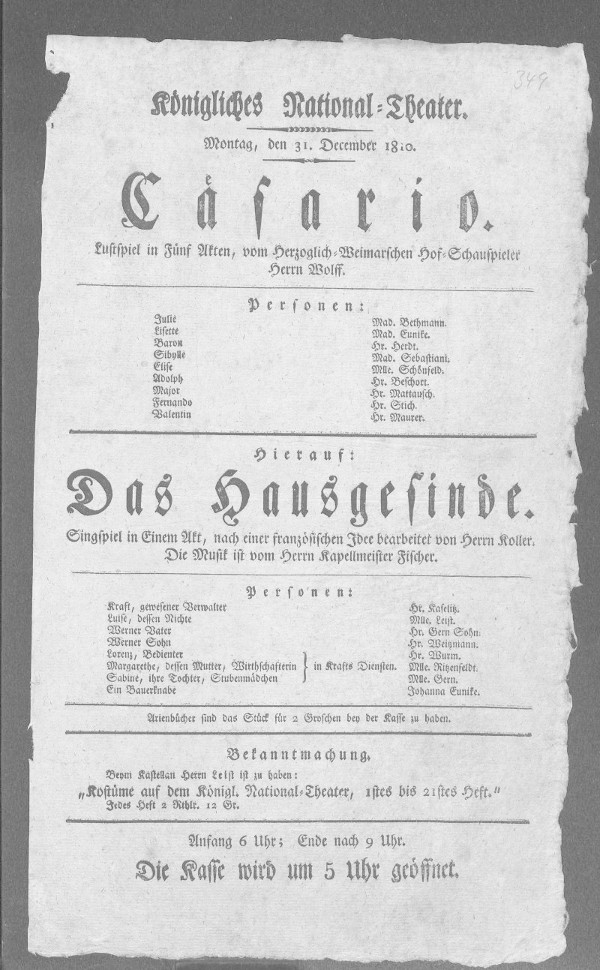 349
Königliches National-Theater.
Montag, den 31. December 1810.
Cäsario.
Lustspiel in Fünf Akten, vom Herzoglich-Weimarschen Hof-Schauspieler
Herrn Wolff.
Personen:
Julie Mad. Bethmann.
Lisette Mad. Eunike.
Baron Hr. Herdt.
Sibylle Mad. Sebastiani.
Elise Mlle. Schönfeld.
Adolph Hr. Beschort.
Major Hr. Mattausch.
Fernando Hr. Stich.
Valentin Hr. Maurer.
Hierauf:
Das Hausgesinde.
Singspiel in Einem Akt, nach einer französischen Idee bearbeitet von Herrn Koller.
Die Musik ist vom Herrn Kapellmeister Fischer.
Personen:
Kraft, gewesener Verwalter Hr. Kaselitz.
Luise, dessen Nichte Mlle. Leist.
Werner Vater Hr. Gern Sohn.
Werner Sohn Hr. Weitzmann.
Lorenz, Bedienter Hr. Wurm.
Margarethe, dessen Mutter, Wirthschafterin } in Krafts Diensten. Mlle. Ritzenfeldt.
Sabine, ihre Tochter, Stubenmädchen Mlle. Gern.
Ein Bauerknabe Johanna Eunike.
Arienbücher sind das Stück für 2 Groschen bey der Kasse zu haben.
Bekanntmachung.
Beym Kastellan Herrn Leist ist zu haben:
„Kostüme auf dem Königl. National-Theater, 1stes bis 21stes Heft.“
Jedes Heft 2 Rthlr. 12 Gr.
Anfang 6 Uhr; Ende nach 9 Uhr.
Die Kasse wird um 5 Uhr geöffnet.